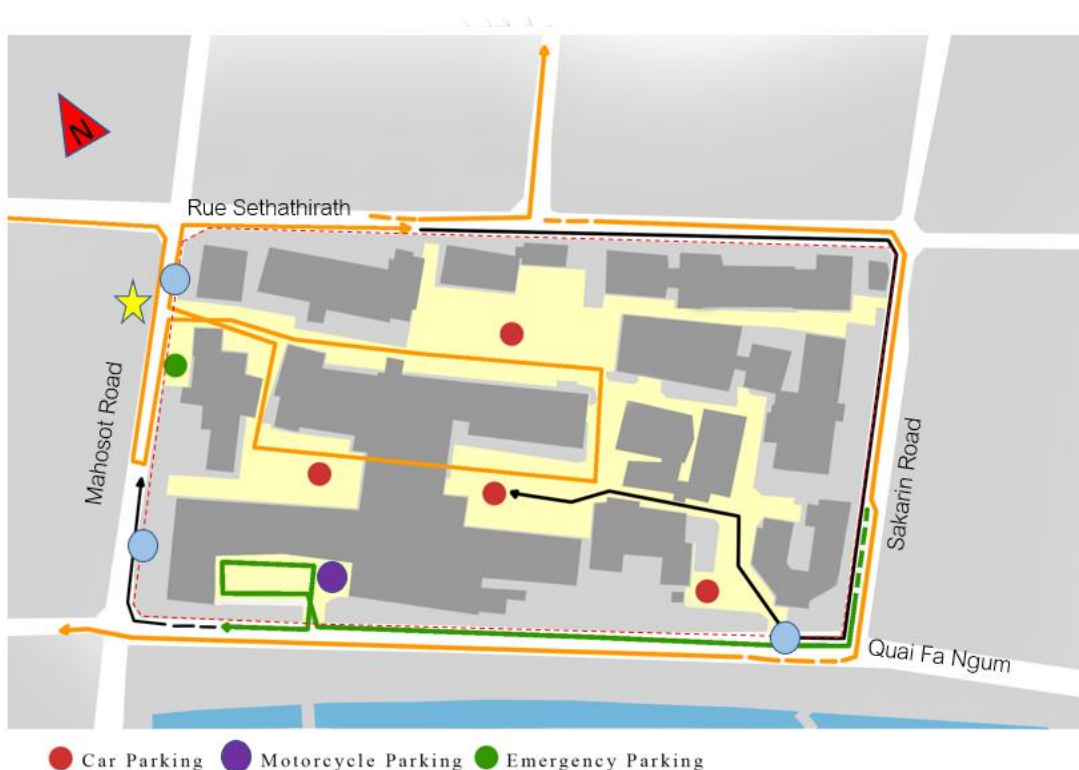 N
Rue Sethathirath
Mahosot Road
Sakarin Road
Quai Fa Ngum
Car Parking Motorcycle Parking Emergency Parking